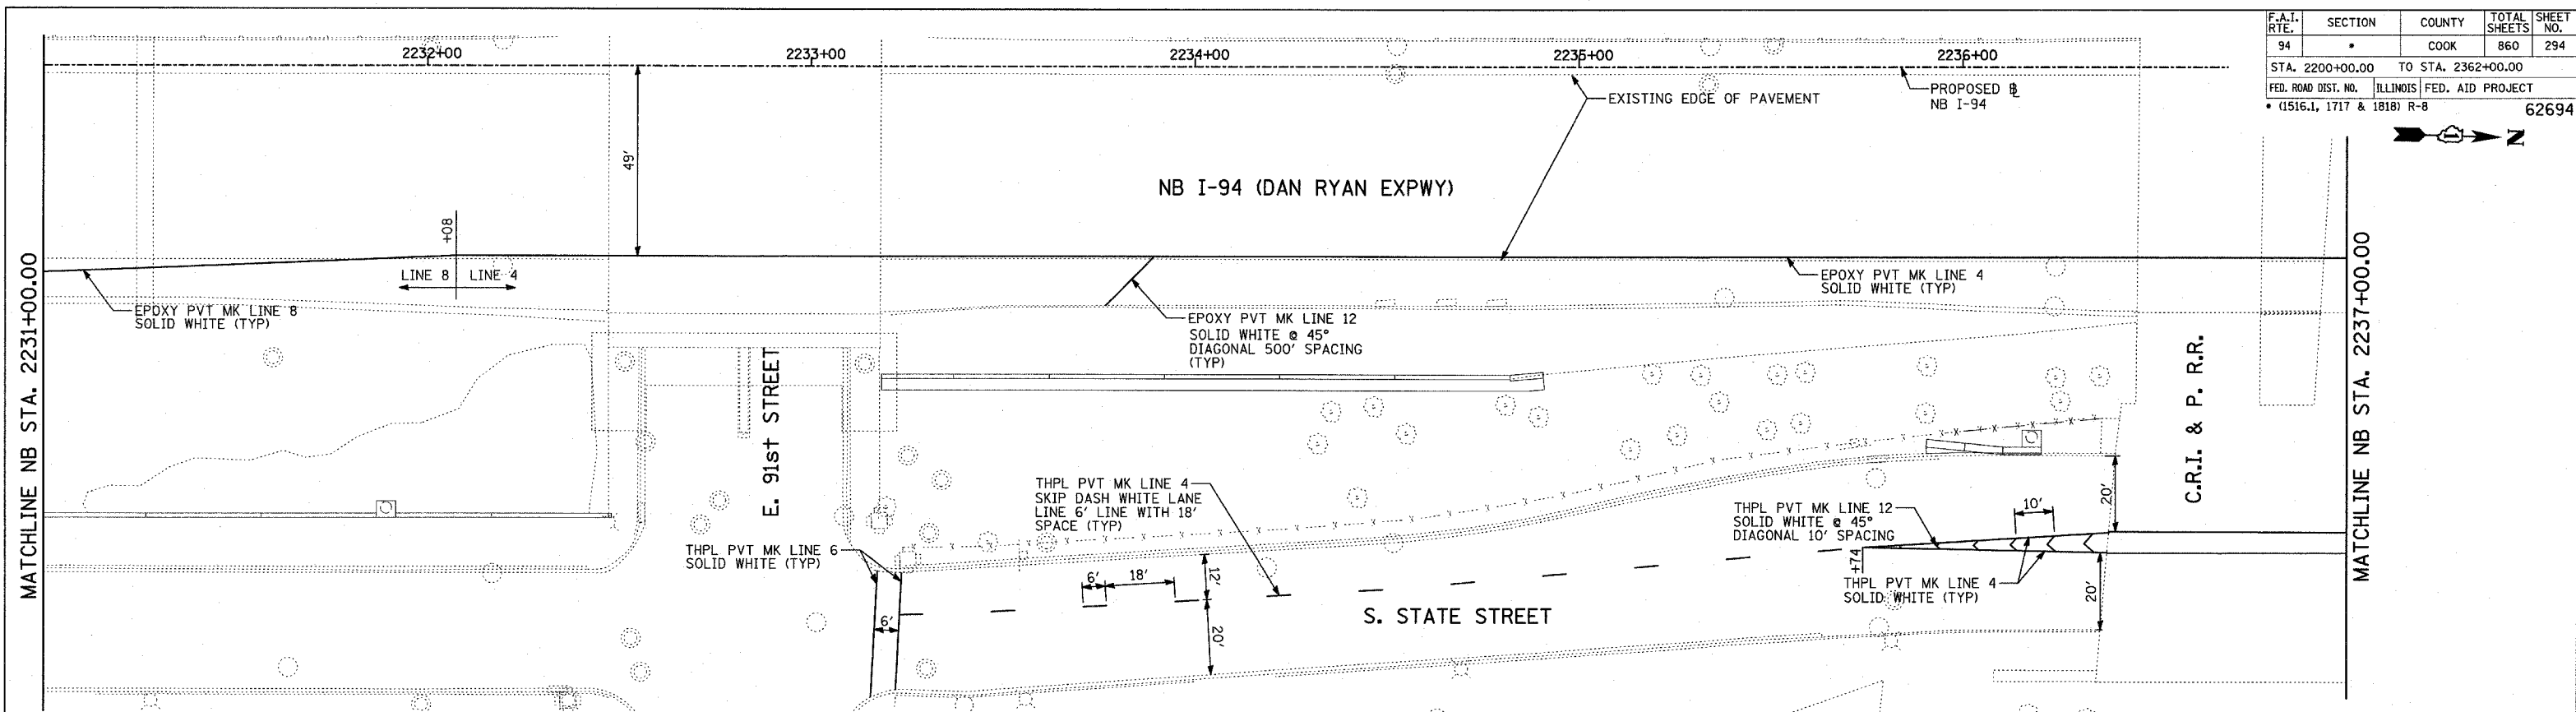 F.A.I. RTE. SECTION COUNTY TOTAL SHEETS SHEET NO.
94 • COOK 860 294
STA. 2200+00.00 TO STA. 2362+00.00
FED. ROAD DIST. NO. ILLINOIS FED. AID PROJECT
• (1516.1, 1717 & 1818) R-8
62694
N
2232+00 2233+00 2234+00 2235+00 2236+00
EXISTING EDGE OF PAVEMENT
PROPOSED ℄
NB I-94
49'
NB I-94 (DAN RYAN EXPWY)
+08
LINE 8 LINE 4
EPOXY PVT MK LINE 8
SOLID WHITE (TYP)
EPOXY PVT MK LINE 4
SOLID WHITE (TYP)
EPOXY PVT MK LINE 12
SOLID WHITE @ 45°
DIAGONAL 500' SPACING
(TYP)
MATCHLINE NB STA. 2231+00.00
MATCHLINE NB STA. 2237+00.00
E. 91st STREET
C.R.I. & P. R.R.
THPL PVT MK LINE 4
SKIP DASH WHITE LANE
LINE 6' LINE WITH 18'
SPACE (TYP)
THPL PVT MK LINE 12
SOLID WHITE @ 45°
DIAGONAL 10' SPACING
10'
20'
THPL PVT MK LINE 6
SOLID WHITE (TYP)
+74
6' 18' 12'
THPL PVT MK LINE 4
SOLID WHITE (TYP)
20'
6'
20'
S. STATE STREET